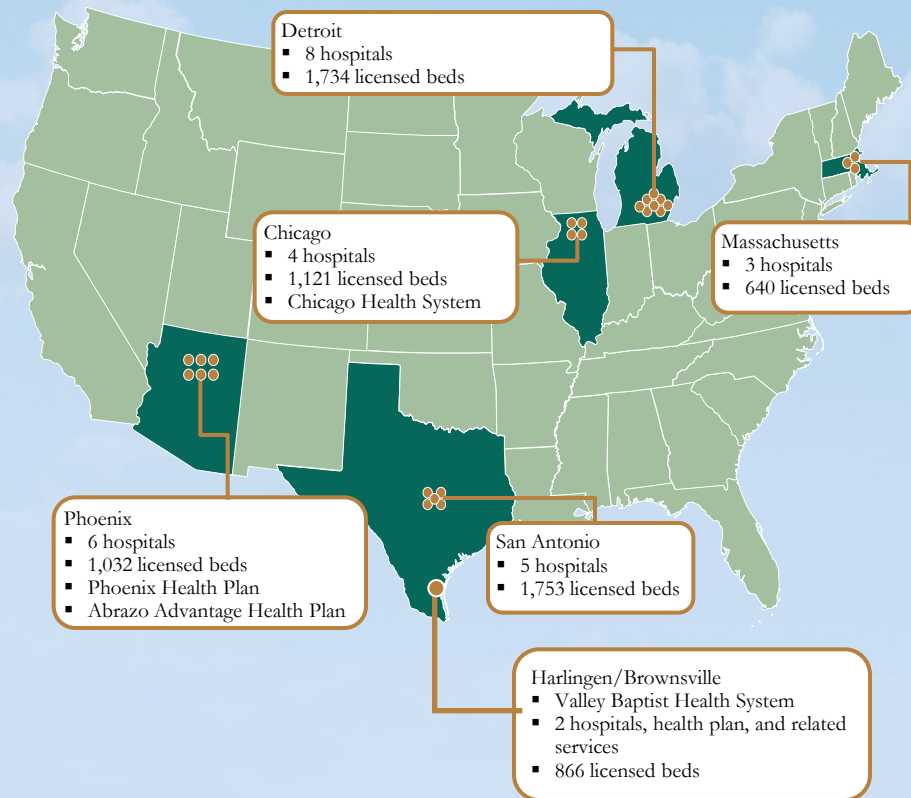 Detroit
▪ 8 hospitals
▪ 1,734 licensed beds
Chicago
▪ 4 hospitals
▪ 1,121 licensed beds
▪ Chicago Health System
Massachusetts
▪ 3 hospitals
▪ 640 licensed beds
Phoenix
▪ 6 hospitals
▪ 1,032 licensed beds
▪ Phoenix Health Plan
▪ Abrazo Advantage Health Plan
San Antonio
▪ 5 hospitals
▪ 1,753 licensed beds
Harlingen/Brownsville
▪ Valley Baptist Health System
▪ 2 hospitals, health plan, and related
services
▪ 866 licensed beds